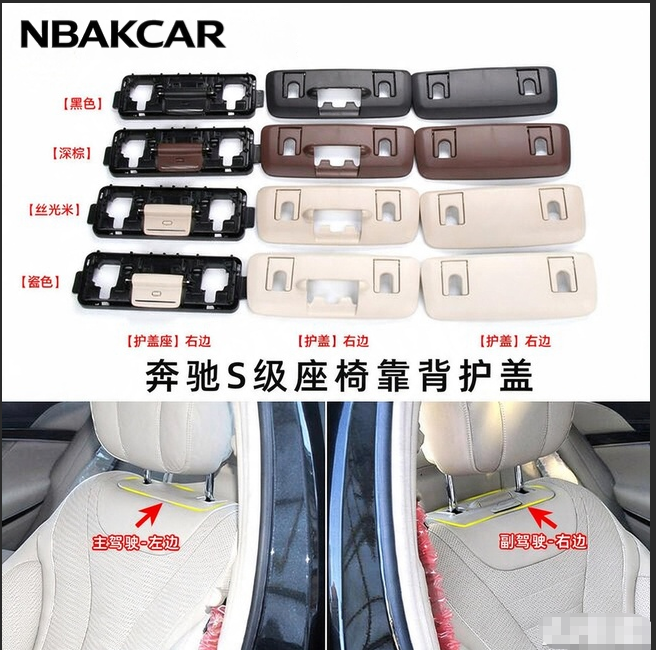 NBAKCAR
【黑色】
【深棕】
【丝光米】
【瓷色】
【护盖座】右边
【护盖】右边
【护盖】右边
奔驰S级座椅靠背护盖
主驾驶-左边
副驾驶-右边